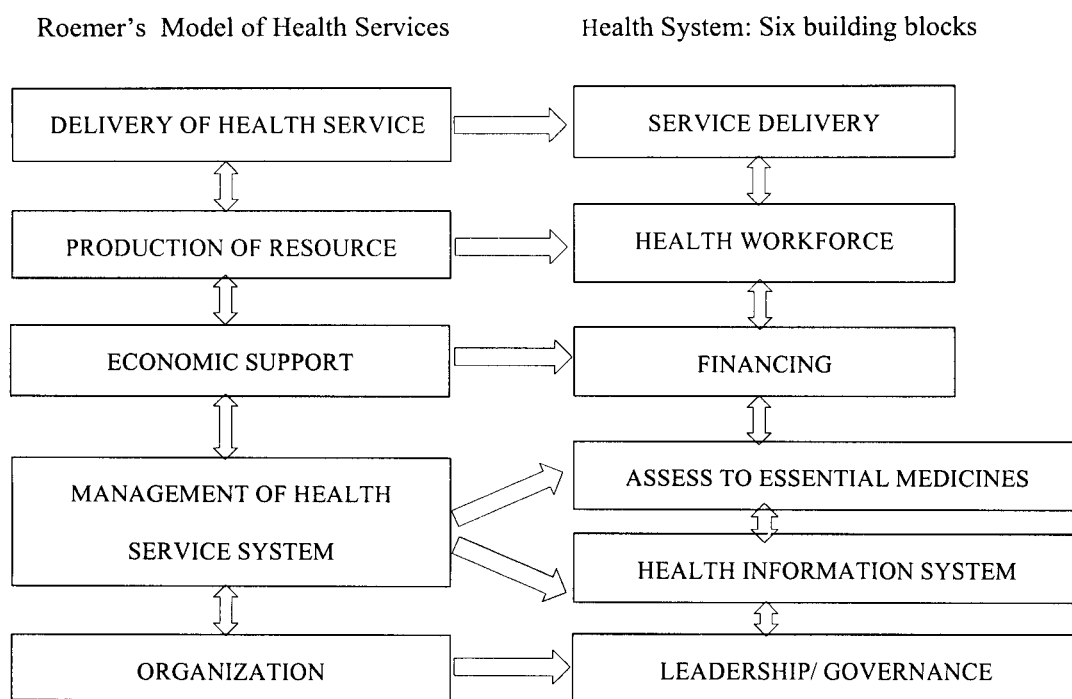 Roemer's Model of Health Services
Health System: Six building blocks
DELIVERY OF HEALTH SERVICE
SERVICE DELIVERY
PRODUCTION OF RESOURCE
HEALTH WORKFORCE
ECONOMIC SUPPORT
FINANCING
MANAGEMENT OF HEALTH
SERVICE SYSTEM
ASSESS TO ESSENTIAL MEDICINES
HEALTH INFORMATION SYSTEM
ORGANIZATION
LEADERSHIP/ GOVERNANCE